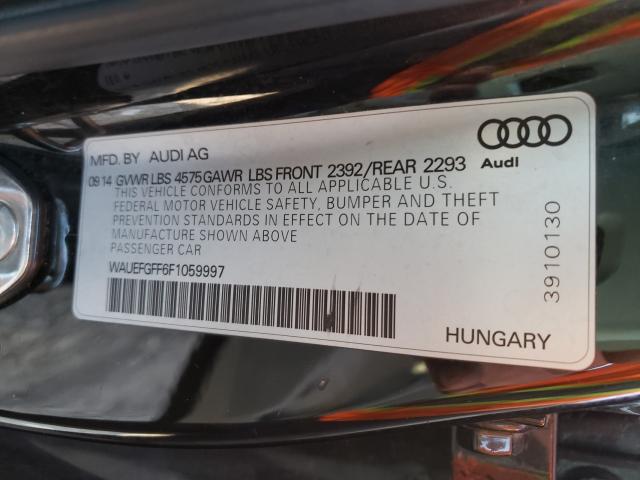 MFD. BY AUDI AG
09 14 GVWR LBS 4575 GAWR LBS FRONT 2392/REAR 2293
THIS VEHICLE CONFORMS TO ALL APPLICABLE U.S.
FEDERAL MOTOR VEHICLE SAFETY, BUMPER AND THEFT
PREVENTION STANDARDS IN EFFECT ON THE DATE OF
MANUFACTURE SHOWN ABOVE
PASSENGER CAR
WAUEFGFF6F1059997
Audi
3910130
HUNGARY